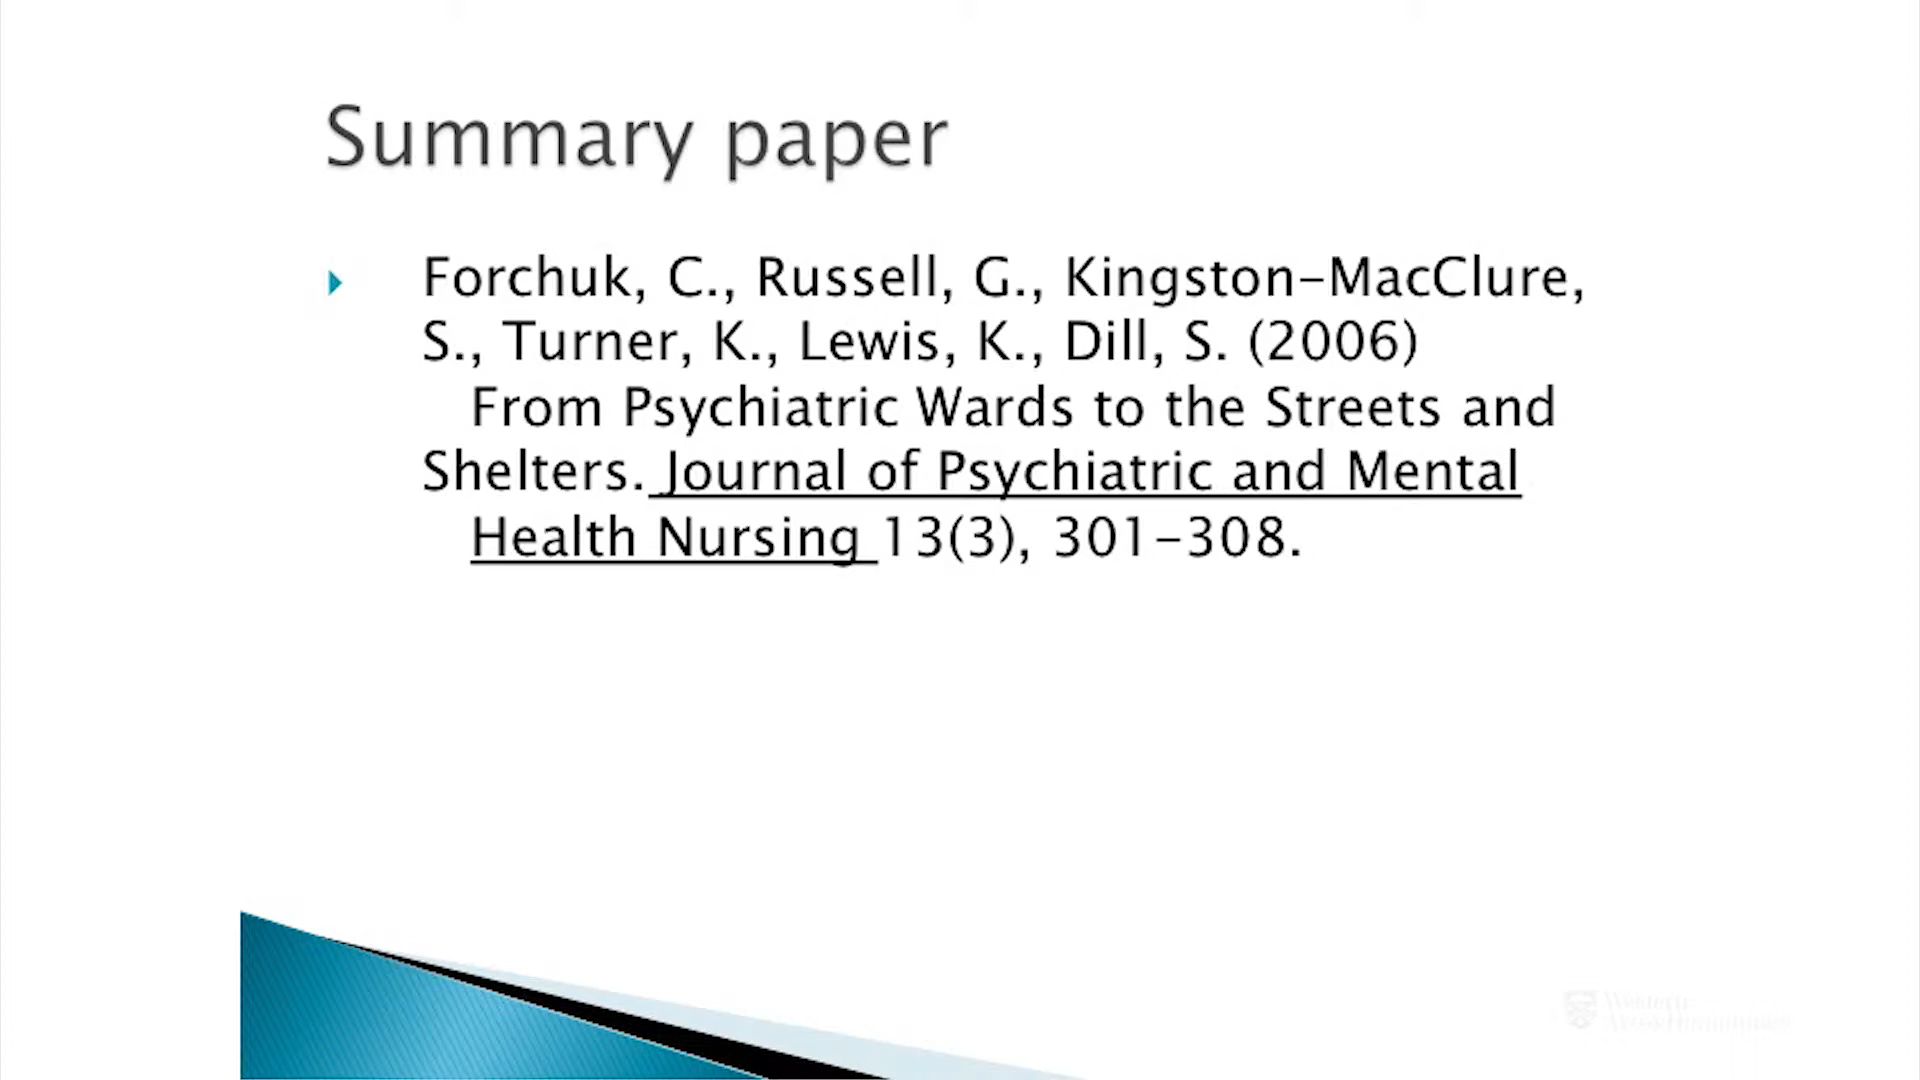 Summary paper
Forchuk, C., Russell, G., Kingston-MacClure,
S., Turner, K., Lewis, K., Dill, S. (2006)
From Psychiatric Wards to the Streets and
Shelters. Journal of Psychiatric and Mental
Health Nursing 13(3), 301-308.
Western